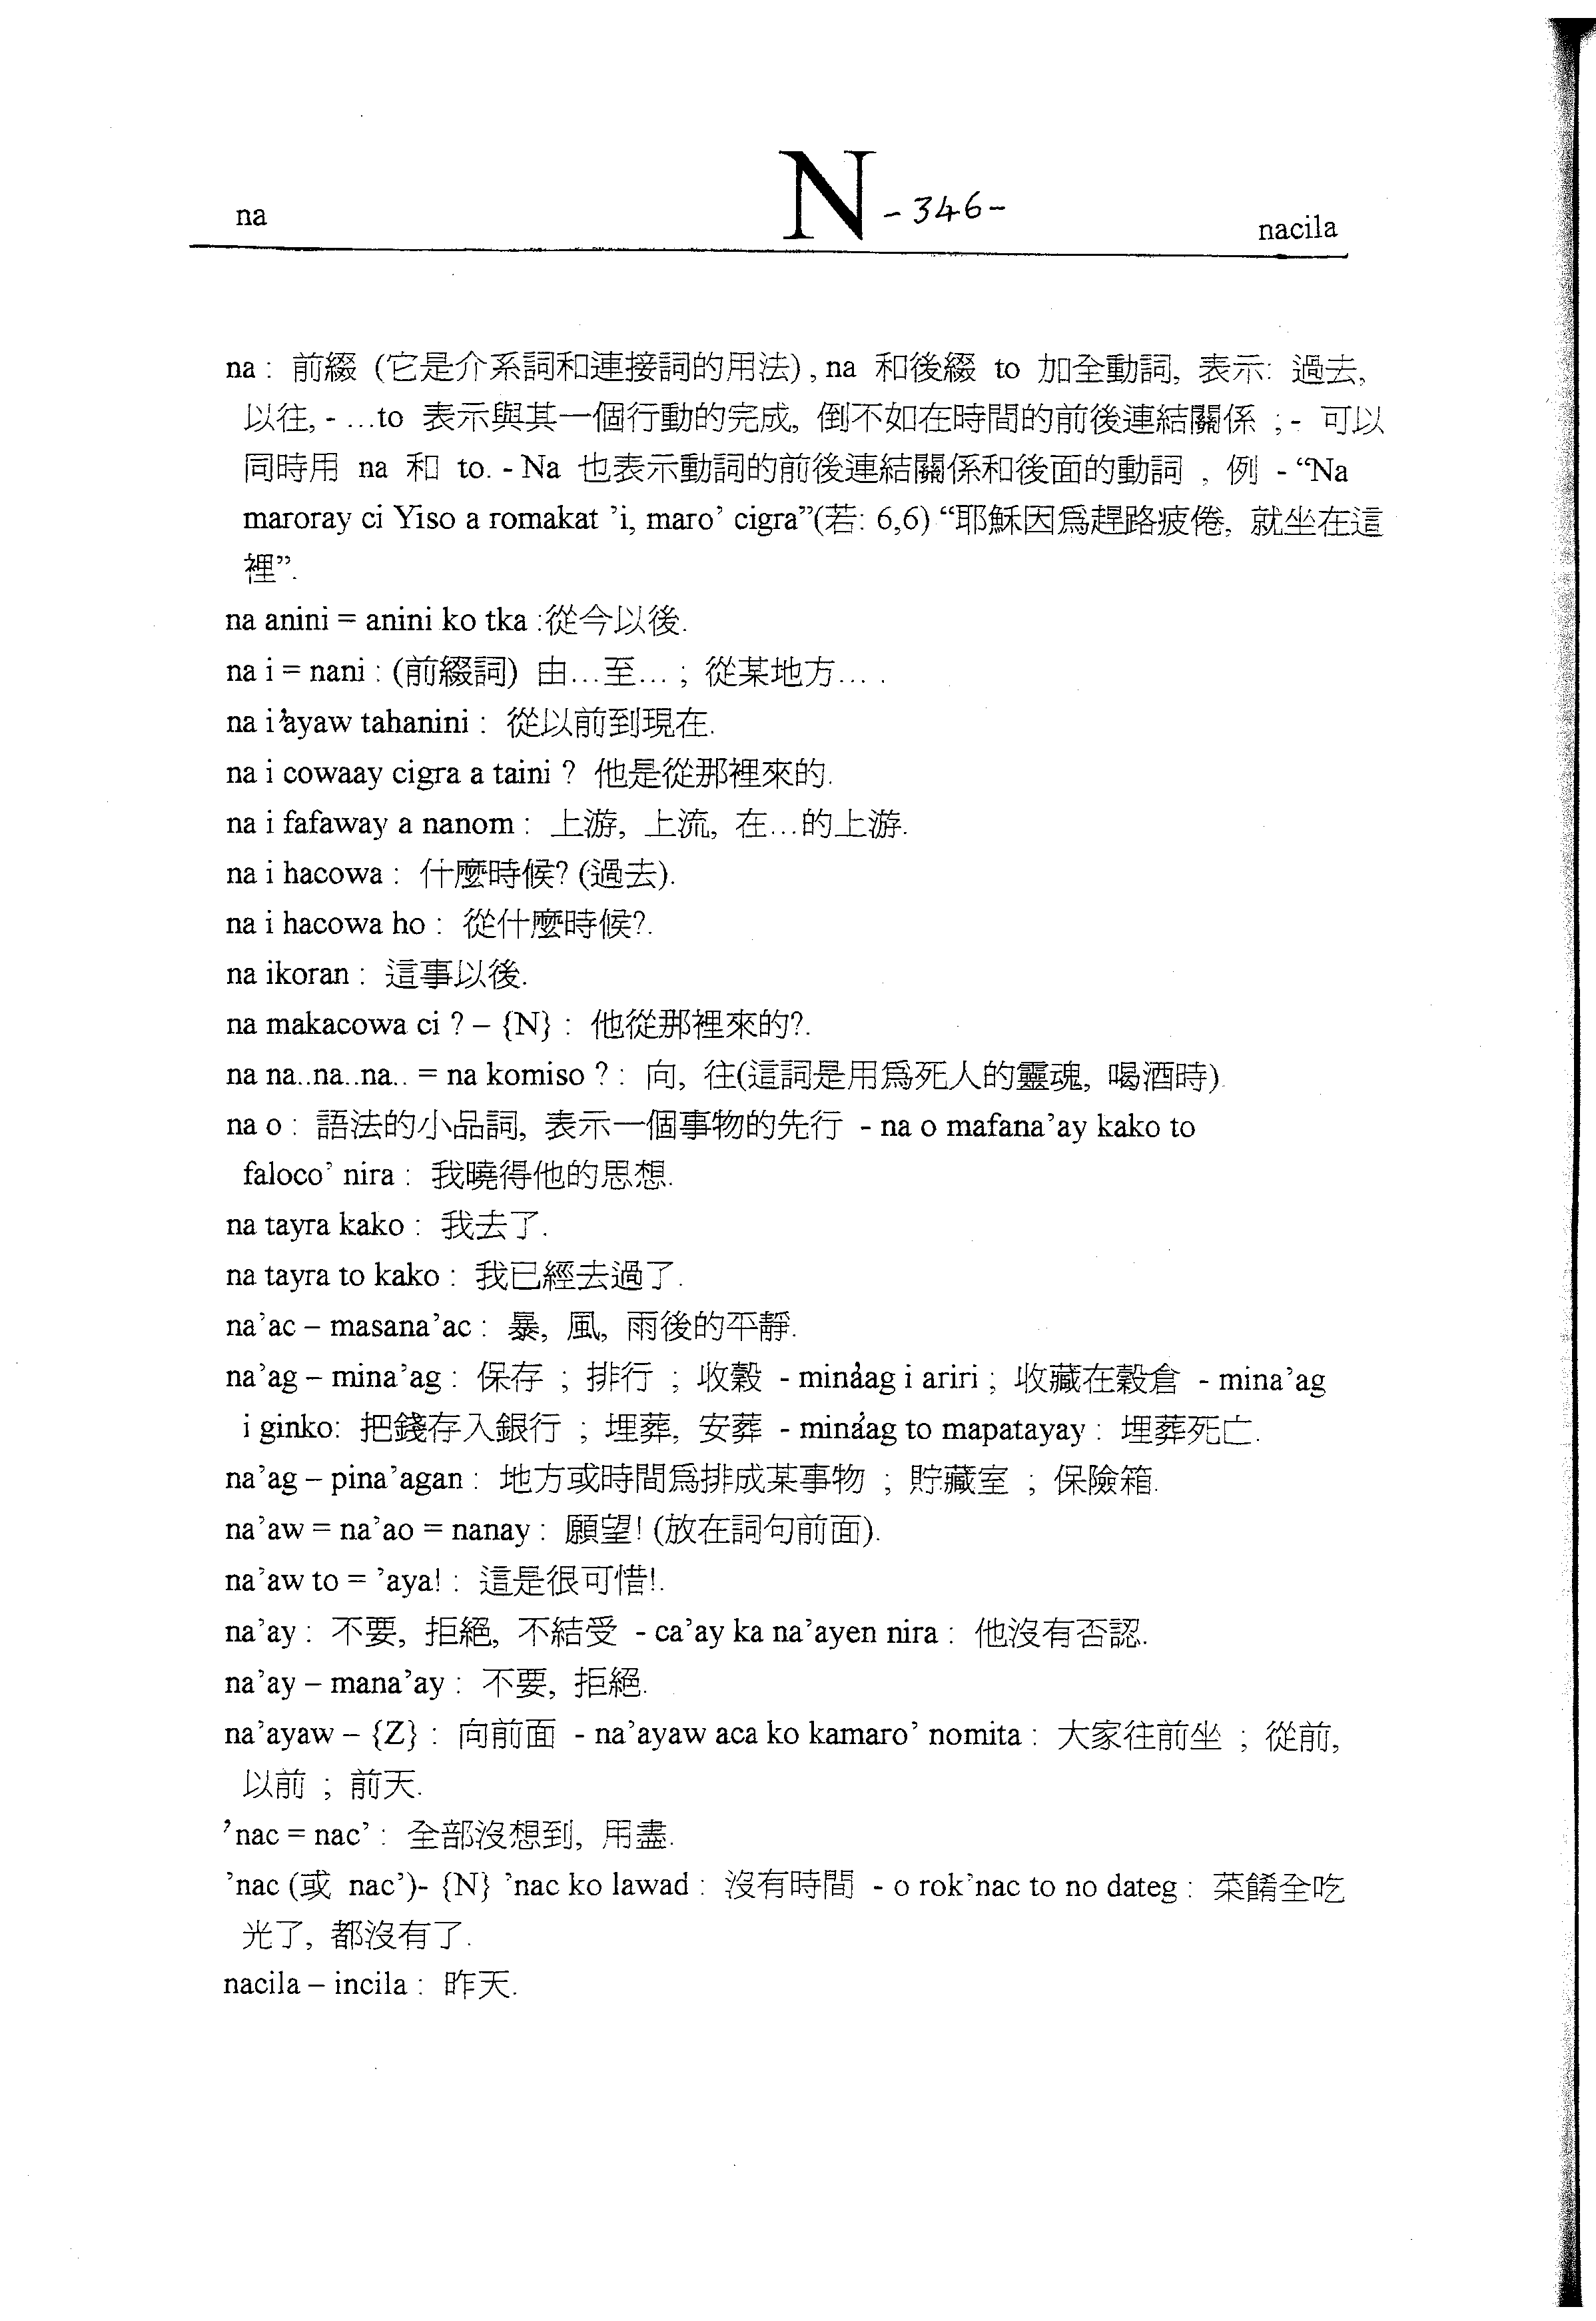 na
N -346-
nacila
na : 前綴 (它是介系詞和連接詞的用法) , na 和後綴 to 加全動詞, 表示: 過去,
以往, - …to 表示與其一個行動的完成, 倒不如在時間的前後連結關係 ; - 可以
同時用 na 和 to. - Na 也表示動詞的前後連結關係和後面的動詞 , 例 - “Na
maroray ci Yiso a romakat ’i, maro’ cigra”(若: 6,6) “耶穌因爲趕路疲倦, 就坐在這
裡”.
na anini = anini ko tka :從今以後.
na i = nani : (前綴詞) 由…至… ; 從某地方… .
na i ’ayaw tahanini : 從以前到現在.
na i cowaay cigra a taini ? 他是從那裡來的.
na i fafaway a nanom : 上游, 上流, 在…的上游.
na i hacowa : 什麼時候? (過去).
na i hacowa ho : 從什麼時候?.
na ikoran : 這事以後.
na makacowa ci ? – {N} : 他從那裡來的?.
na na..na..na.. = na komiso ? : 向, 往(這詞是用爲死人的靈魂, 喝酒時).
na o : 語法的小品詞, 表示一個事物的先行 - na o mafana’ay kako to
faloco’ nira : 我曉得他的思想.
na tayra kako : 我去了.
na tayra to kako : 我已經去過了.
na’ac – masana’ac : 暴, 風, 雨後的平靜.
na’ag – mina’ag : 保存 ; 排行 ; 收穀 - mina’ag i ariri ; 收藏在穀倉 - mina’ag
i ginko: 把錢存入銀行 ; 埋葬, 安葬 - mina’ag to mapatayay : 埋葬死亡.
na’ag – pina’agan : 地方或時間爲排成某事物 ; 貯藏室 ; 保險箱.
na’aw = na’ao = nanay : 願望! (放在詞句前面).
na’aw to = ’aya! : 這是很可惜!.
na’ay : 不要, 拒絕, 不結受 - ca’ay ka na’ayen nira : 他沒有否認.
na’ay – mana’ay : 不要, 拒絕.
na’ayaw – {Z} : 向前面 - na’ayaw aca ko kamaro’ nomita : 大家往前坐 ; 從前,
以前 ; 前天.
’nac = nac’ : 全部沒想到, 用盡.
’nac (或 nac’)- {N} ’nac ko lawad : 沒有時間 - o rok’nac to no dateg : 菜餚全吃
光了, 都沒有了.
nacila – incila : 昨天.